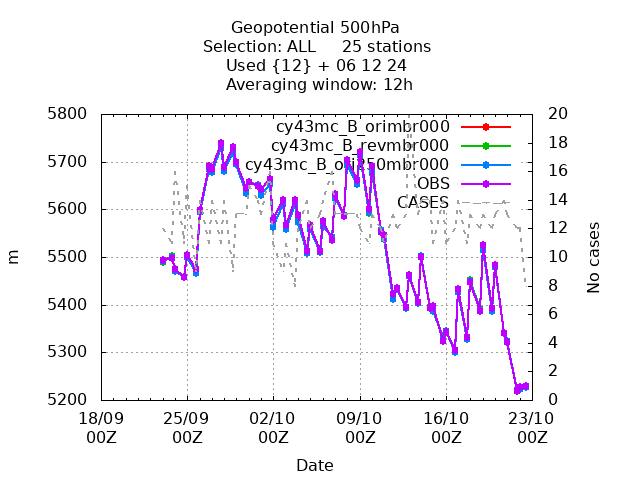 Geopotential 500hPa
Selection: ALL 25 stations
Used {12} + 06 12 24
Averaging window: 12h
5800
5700
5600
5500
5400
5300
5200
m
20
18
16
14
12
10
8
6
4
2
0
No cases
cy43mc_B_orimbr000
cy43mc_B_revmbr000
cy43mc_B_ori250mbr000
OBS
CASES
18/09 25/09 02/10 09/10 16/10 23/10
00Z 00Z 00Z 00Z 00Z 00Z
Date